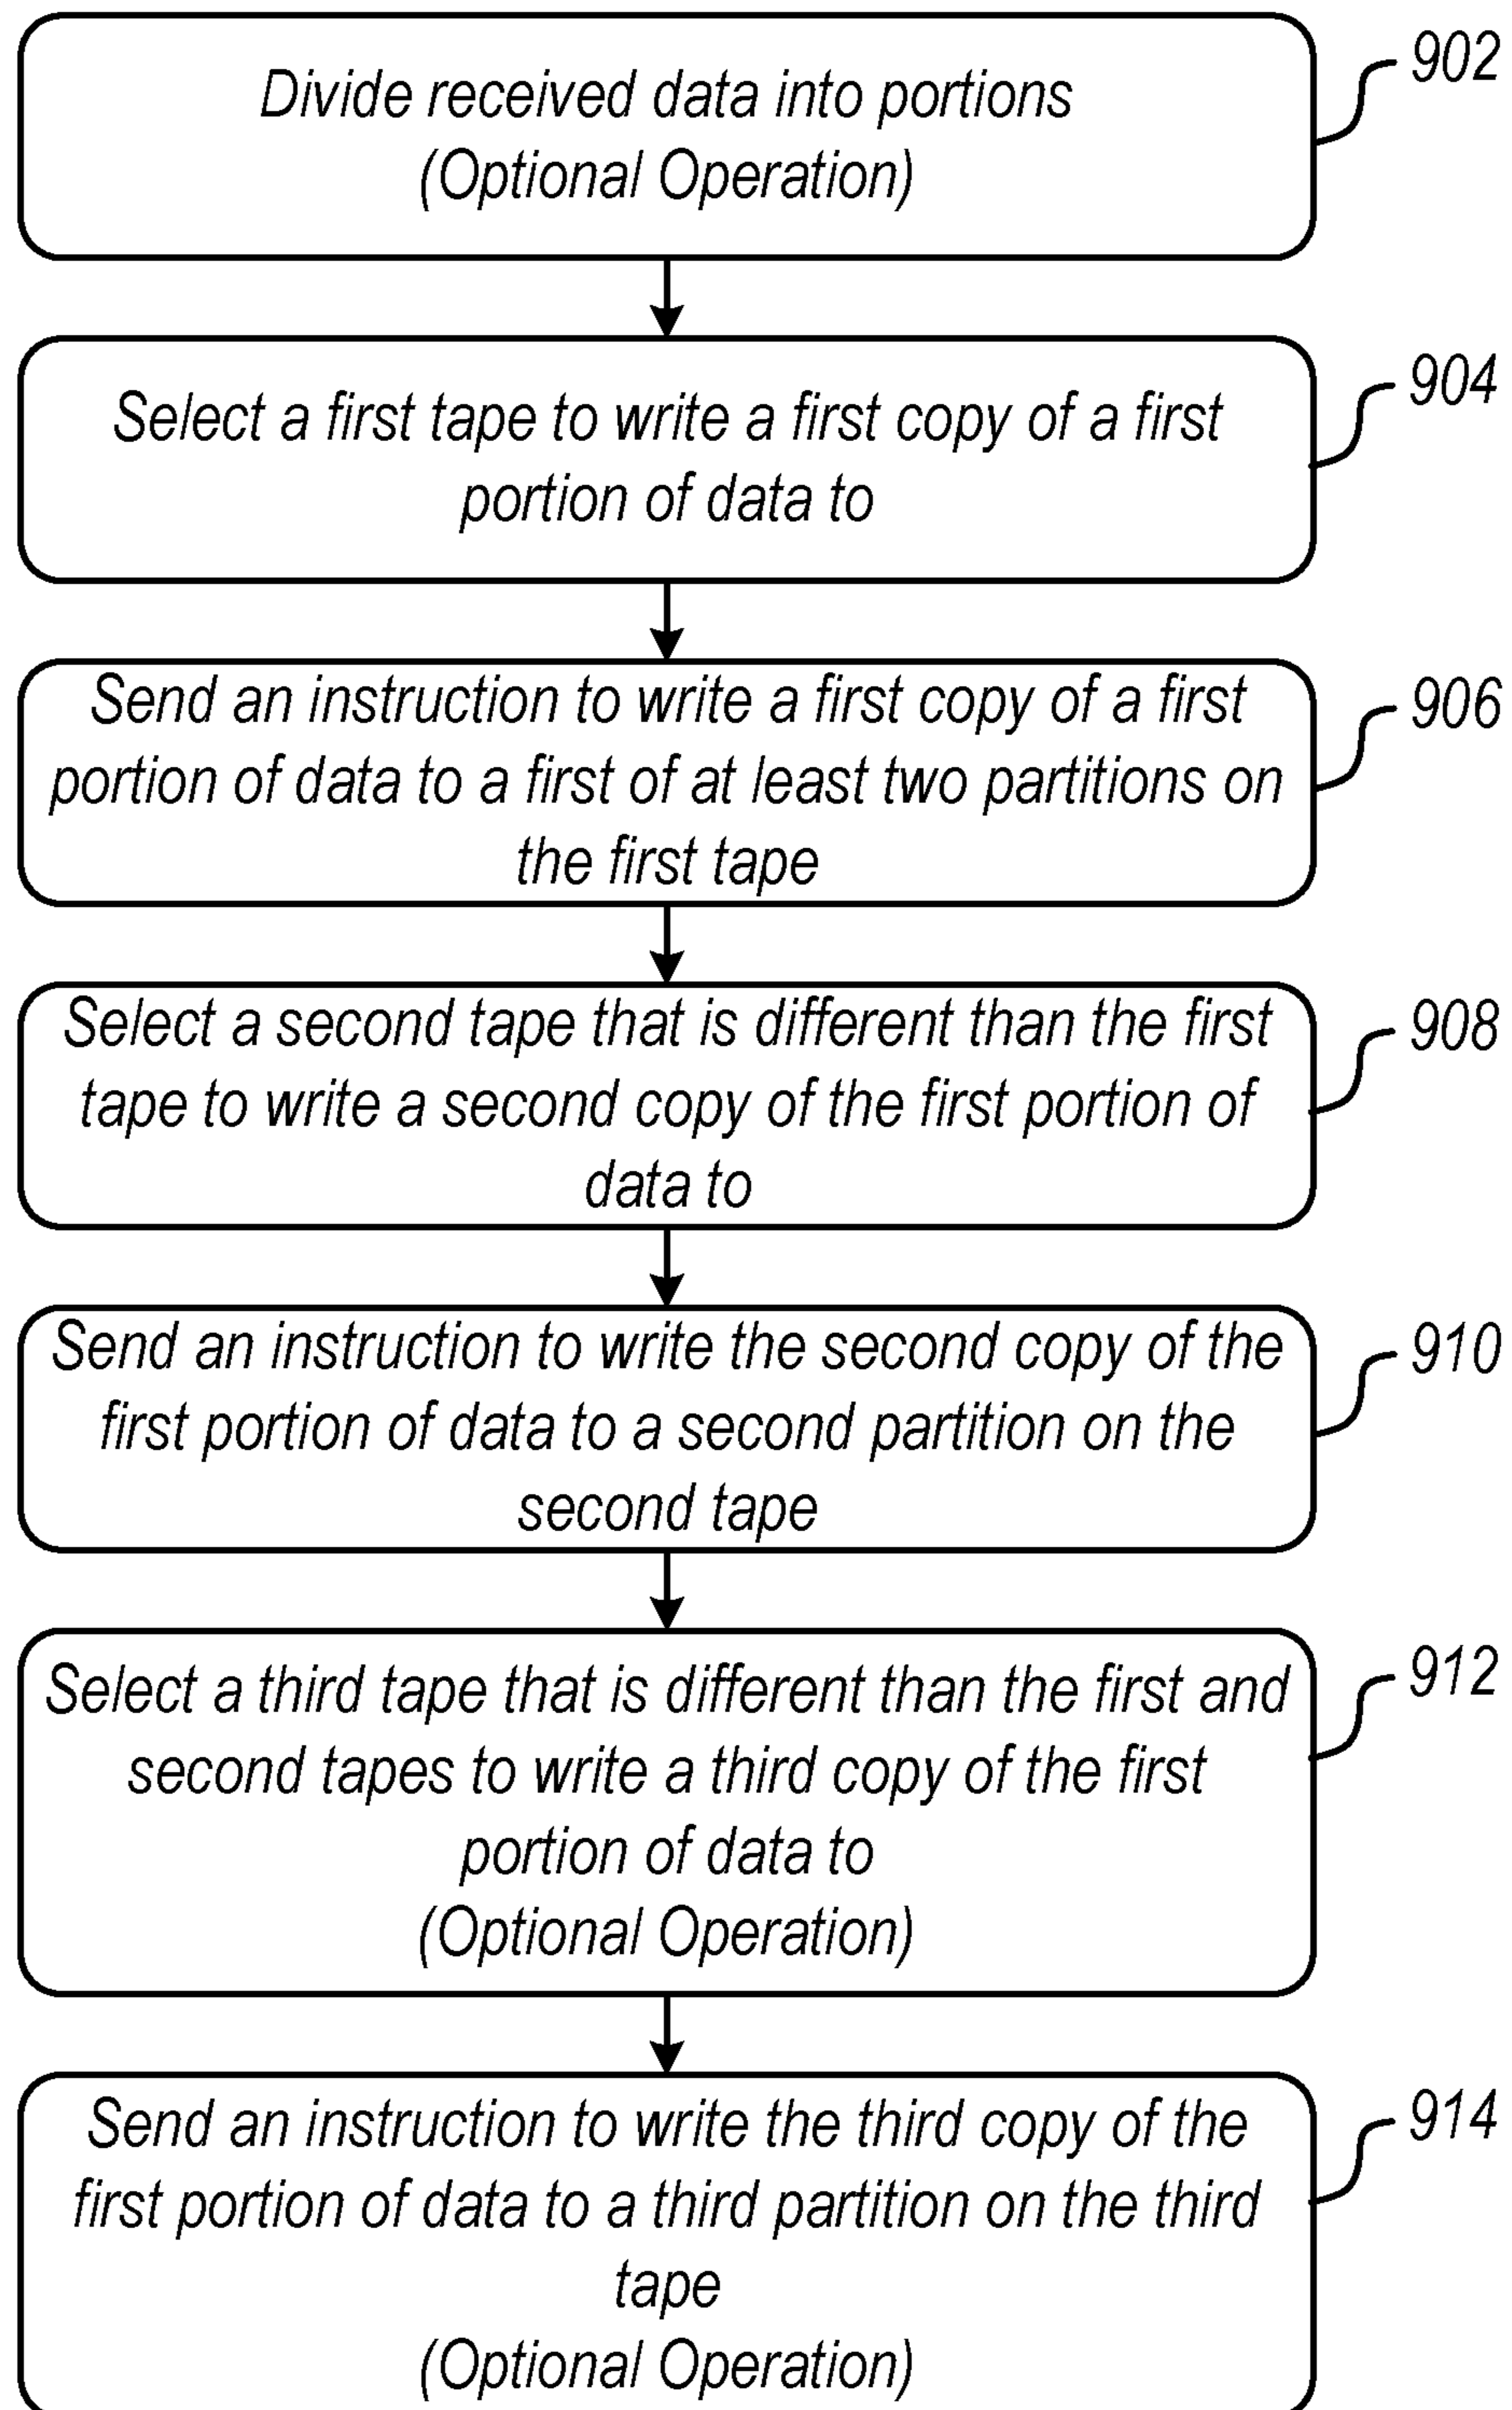 Divide received data into portions
(Optional Operation)
902
Select a first tape to write a first copy of a first
portion of data to
904
Send an instruction to write a first copy of a first
portion of data to a first of at least two partitions on
the first tape
906
Select a second tape that is different than the first
tape to write a second copy of the first portion of
data to
908
Send an instruction to write the second copy of the
first portion of data to a second partition on the
second tape
910
Select a third tape that is different than the first and
second tapes to write a third copy of the first
portion of data to
(Optional Operation)
912
Send an instruction to write the third copy of the
first portion of data to a third partition on the third
tape
(Optional Operation)
914